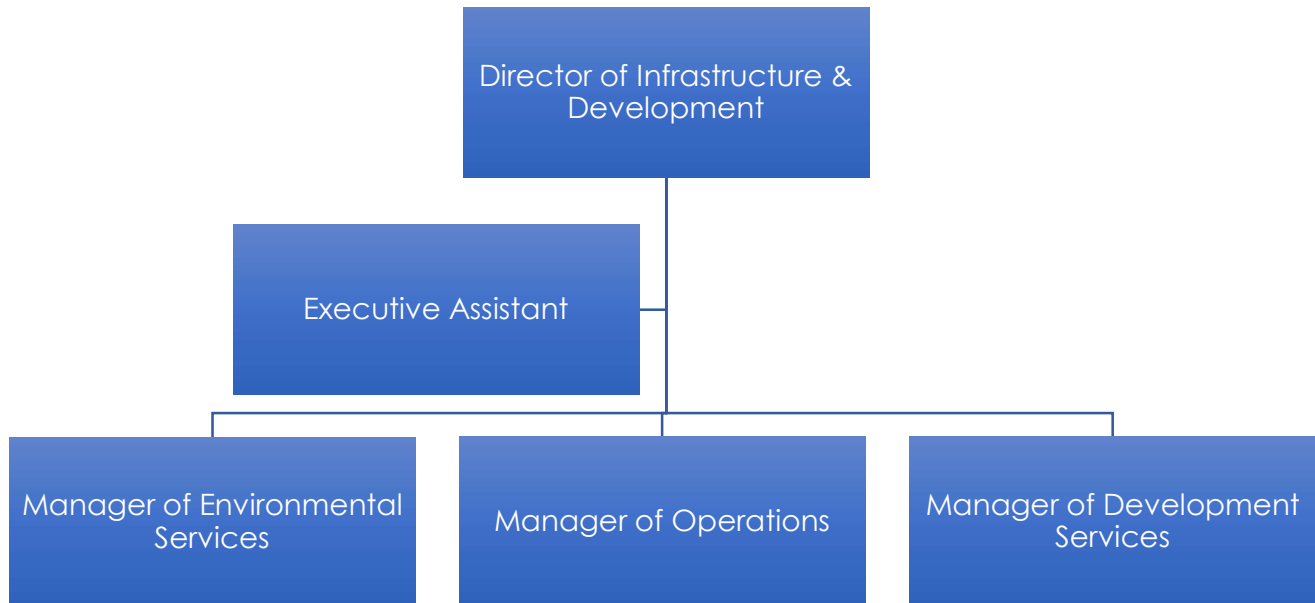 Director of Infrastructure &
Development
Executive Assistant
Manager of Environmental
Services
Manager of Operations
Manager of Development
Services